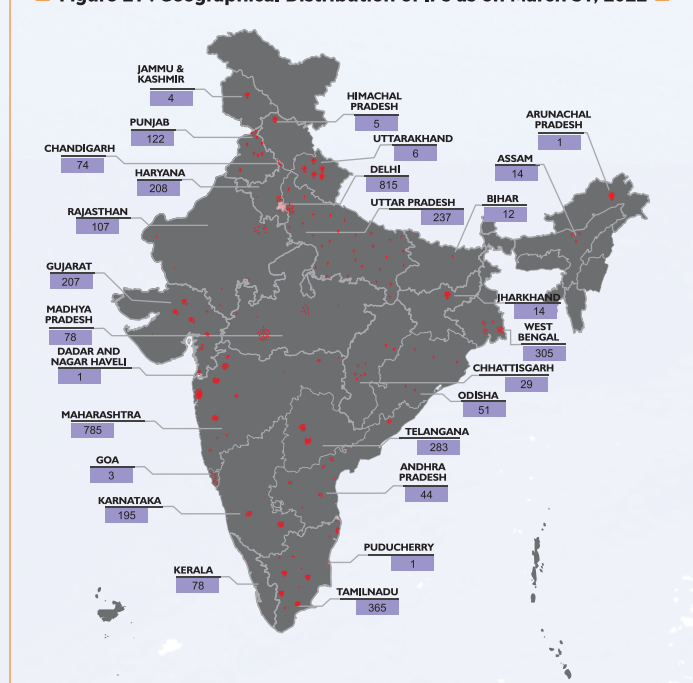 JAMMU &
KASHMIR
4
HIMACHAL
PRADESH
5
ARUNACHAL
PRADESH
1
PUNJAB
122
UTTARAKHAND
6
CHANDIGARH
74
ASSAM
14
HARYANA
208
DELHI
815
RAJASTHAN
107
UTTAR PRADESH
237
BIHAR
12
GUJARAT
207
JHARKHAND
14
MADHYA
PRADESH
78
WEST
BENGAL
305
DADAR AND
NAGAR HAVELI
1
CHHATTISGARH
29
ODISHA
51
MAHARASHTRA
785
TELANGANA
283
GOA
3
ANDHRA
PRADESH
44
KARNATAKA
195
PUDUCHERRY
1
KERALA
78
TAMILNADU
365